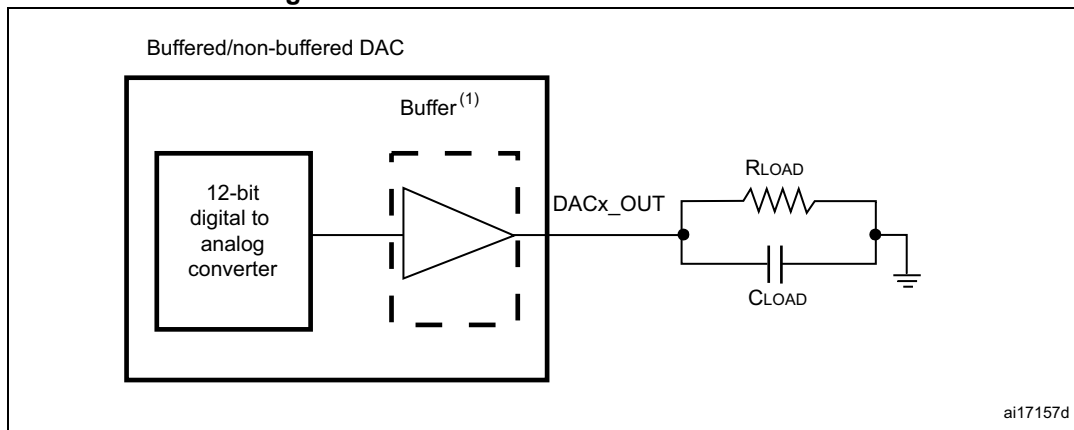 Buffered/non-buffered DAC
Buffer(1)
12-bit
digital to
analog
converter
DACx_OUT
RLOAD
CLOAD
ai17157d